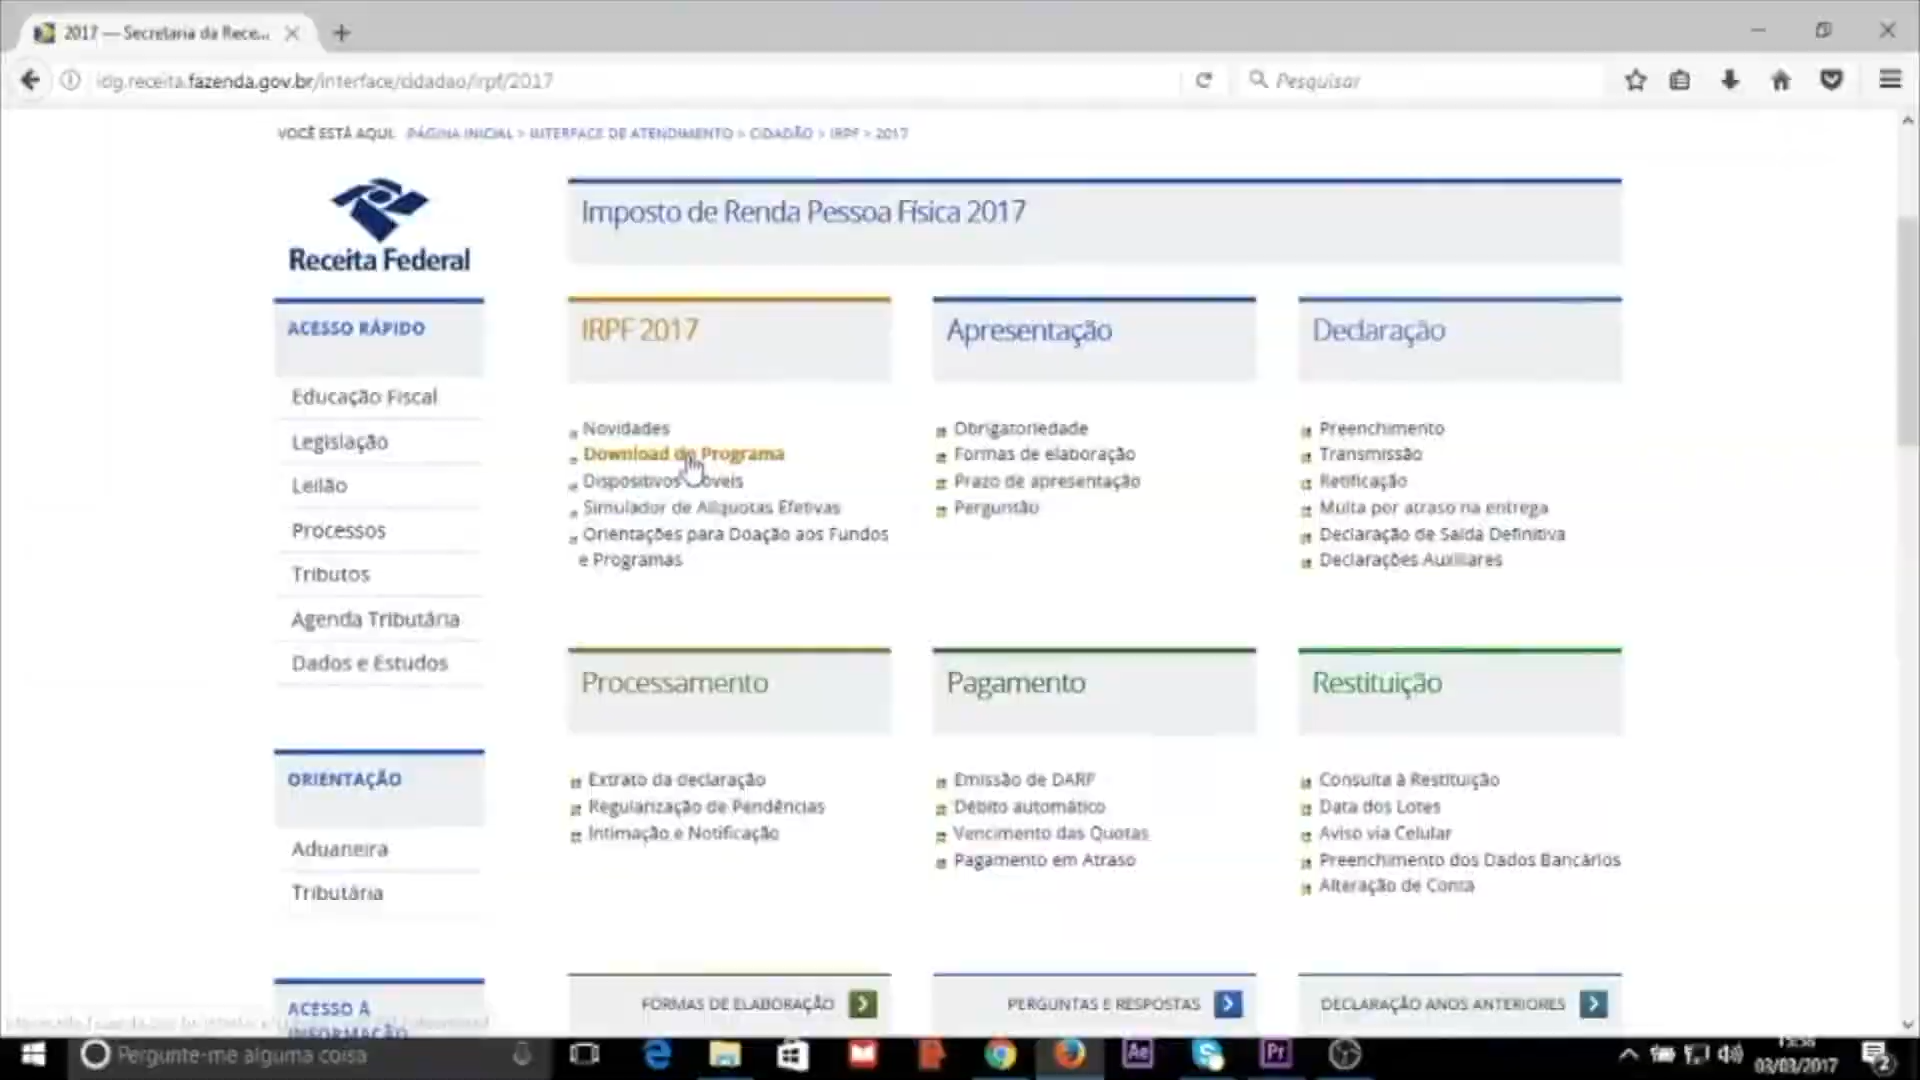 2017 — Secretaria da Rece...
idg.receita.fazenda.gov.br/interface/cidadao/irpf/2017
Pesquisar
VOCÊ ESTÁ AQUI: PÁGINA INICIAL > INTERFACE DE ATENDIMENTO > CIDADÃO > IRPF > 2017
Receita Federal
Imposto de Renda Pessoa Física 2017
ACESSO RÁPIDO
Educação Fiscal
Legislação
Leilão
Processos
Tributos
Agenda Tributária
Dados e Estudos
ORIENTAÇÃO
Aduaneira
Tributária
ACESSO À
INFORMAÇÃO
IRPF 2017
Novidades
Download do Programa
Dispositivos Móveis
Simulador de Alíquotas Efetivas
Orientações para Doação aos Fundos
e Programas
Apresentação
Obrigatoriedade
Formas de elaboração
Prazo de apresentação
Perguntão
Declaração
Preenchimento
Transmissão
Retificação
Multa por atraso na entrega
Declaração de Saída Definitiva
Declarações Auxiliares
Processamento
Extrato da declaração
Regularização de Pendências
Intimação e Notificação
Pagamento
Emissão de DARF
Débito automático
Vencimento das Quotas
Pagamento em Atraso
Restituição
Consulta à Restituição
Data dos Lotes
Aviso via Celular
Preenchimento dos Dados Bancários
Alteração de Conta
FORMAS DE ELABORAÇÃO
PERGUNTAS E RESPOSTAS
DECLARAÇÃO ANOS ANTERIORES
Pergunte-me alguma coisa
Ae
Pr
03/03/2017
2